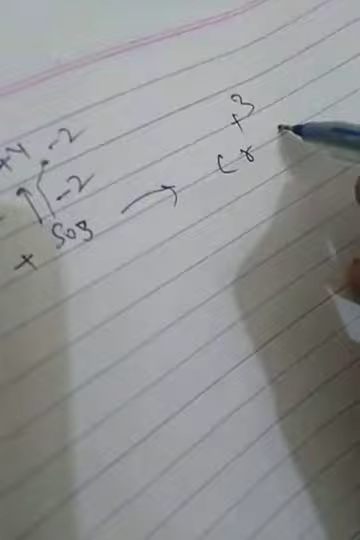 +4 -2
-2 +3
+ SO3 → Cr